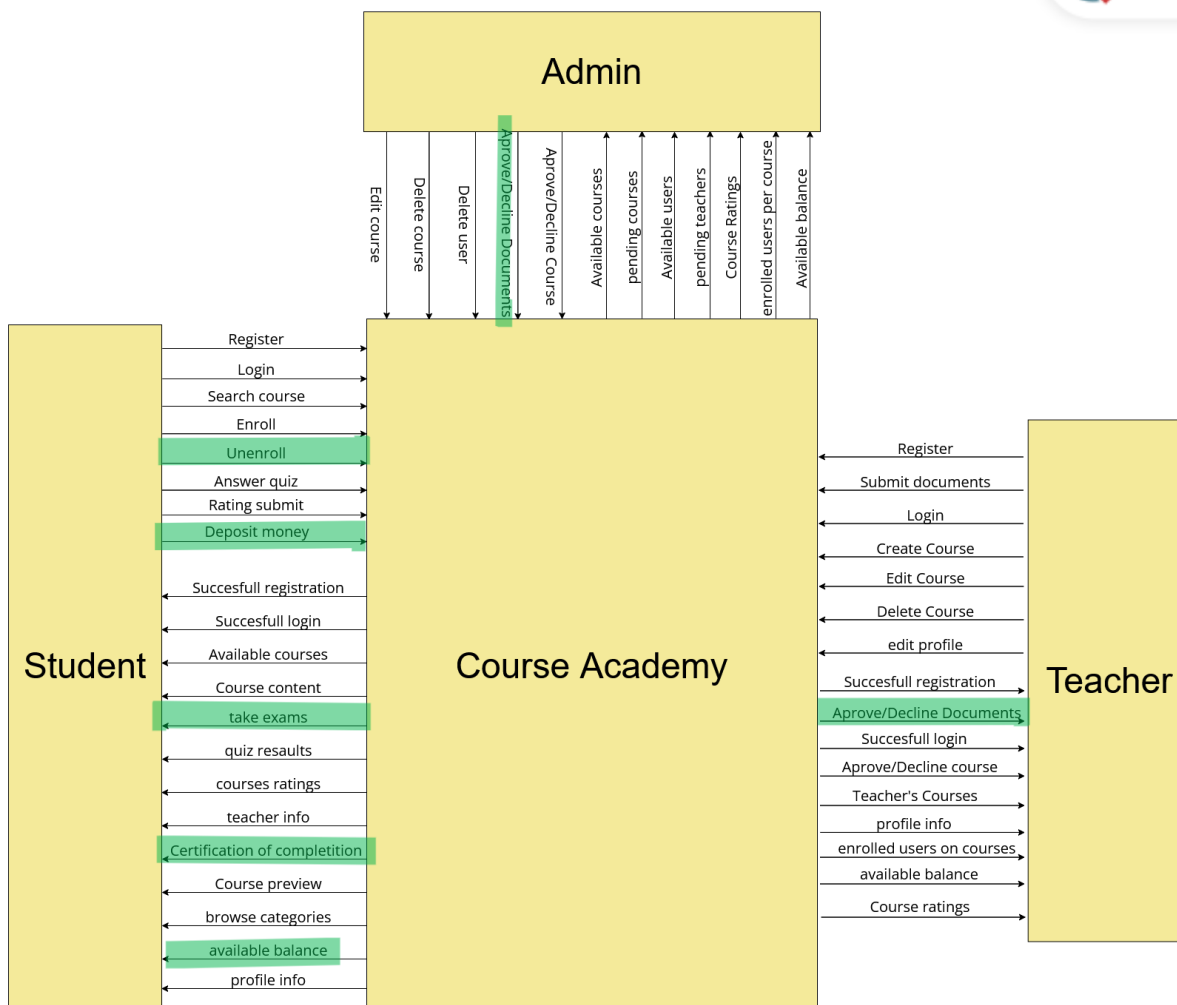 Admin
Edit course
Delete course
Delete user
Aprove/Decline Documents
Aprove/Decline Course
Available courses
penping courses
Available users
pending teachers
Course Ratings
enrolled users per course
Available balance
Register
Login
Search course
Enroll
Unenroll
Answer quiz
Rating submit
Deposit money
Succesfull registration
Succesfull login
Available courses
Course content
take exams
quiz resaults
courses ratings
teacher info
Certification of completition
Course preview
browse categories
available balance
profile info
Student
Course Academy
Register
Submit documents
Login
Create Course
Edit Course
Delete Course
edit profile
Succesfull registration
Aprove/Decline Documents
Succesfull login
Aprove/Decline course
Teacher's Courses
profile info
enrolled users on courses
available balance
Course ratings
Teacher